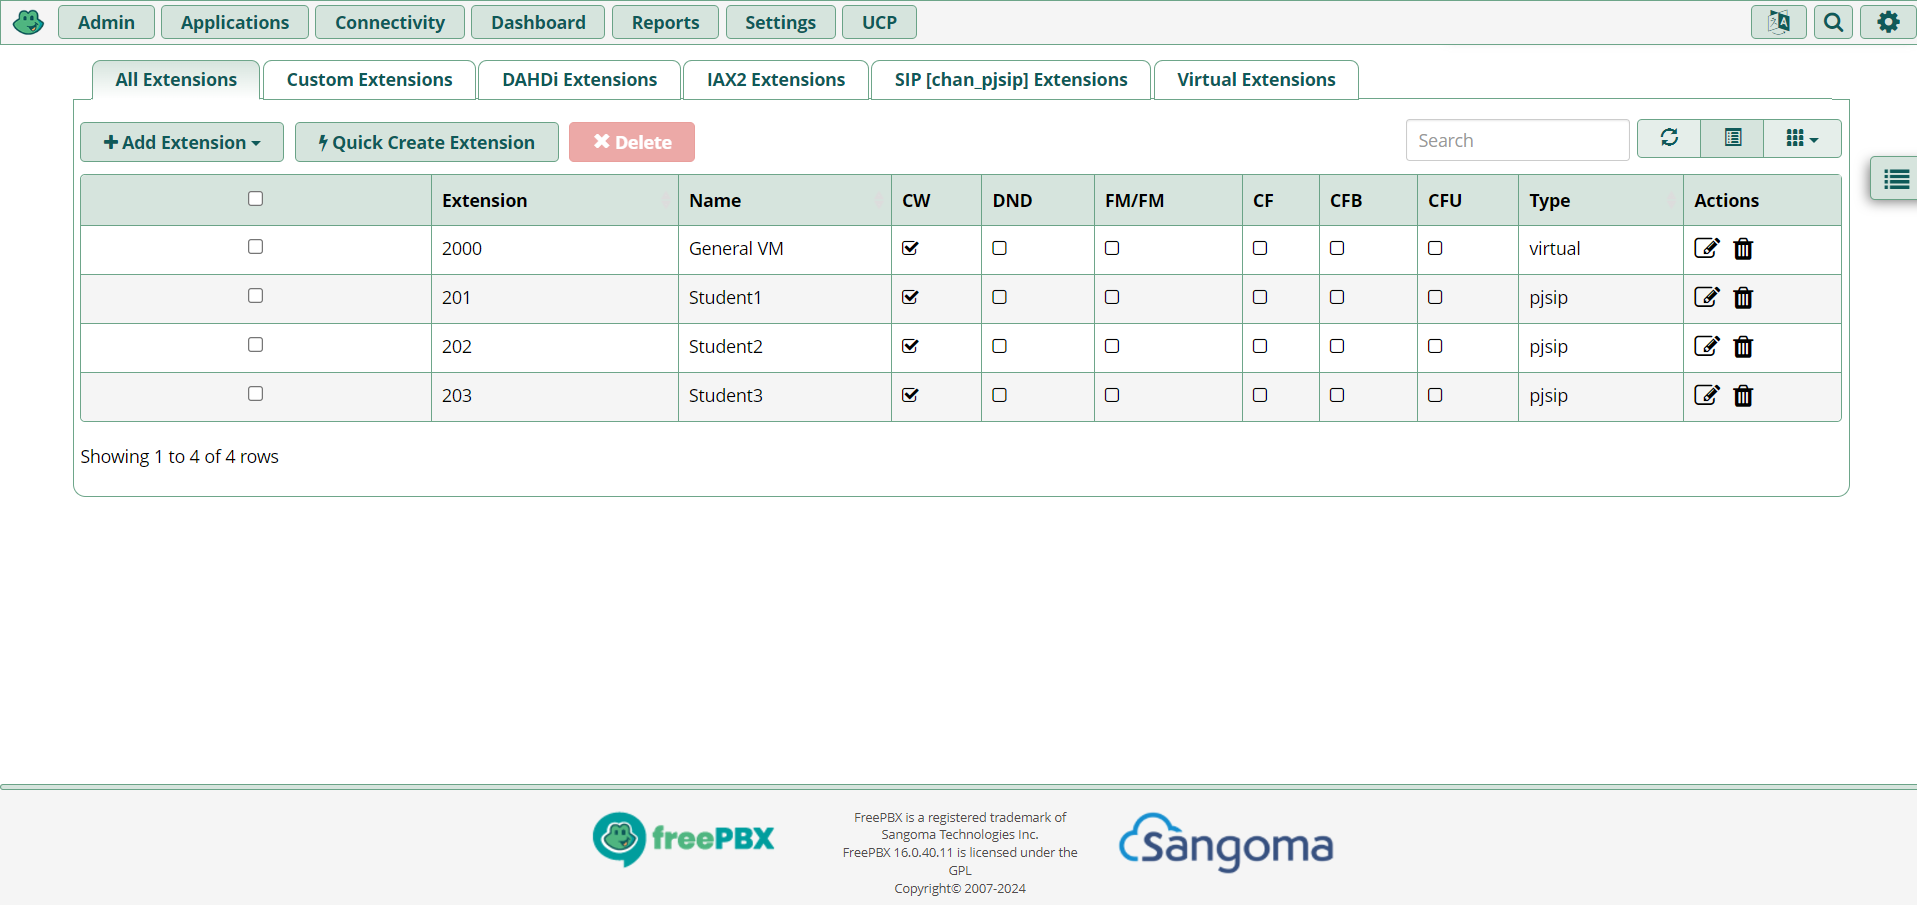 Admin Applications Connectivity Dashboard Reports Settings UCP
All Extensions Custom Extensions DAHDi Extensions IAX2 Extensions SIP [chan_pjsip] Extensions Virtual Extensions
Add Extension Quick Create Extension Delete Search
Extension Name CW DND FM/FM CF CFB CFU Type Actions
2000 General VM virtual
201 Student1 pjsip
202 Student2 pjsip
203 Student3 pjsip
Showing 1 to 4 of 4 rows
freePBX
FreePBX is a registered trademark of
Sangoma Technologies Inc.
FreePBX 16.0.40.11 is licensed under the
GPL
Copyright© 2007-2024
Sangoma